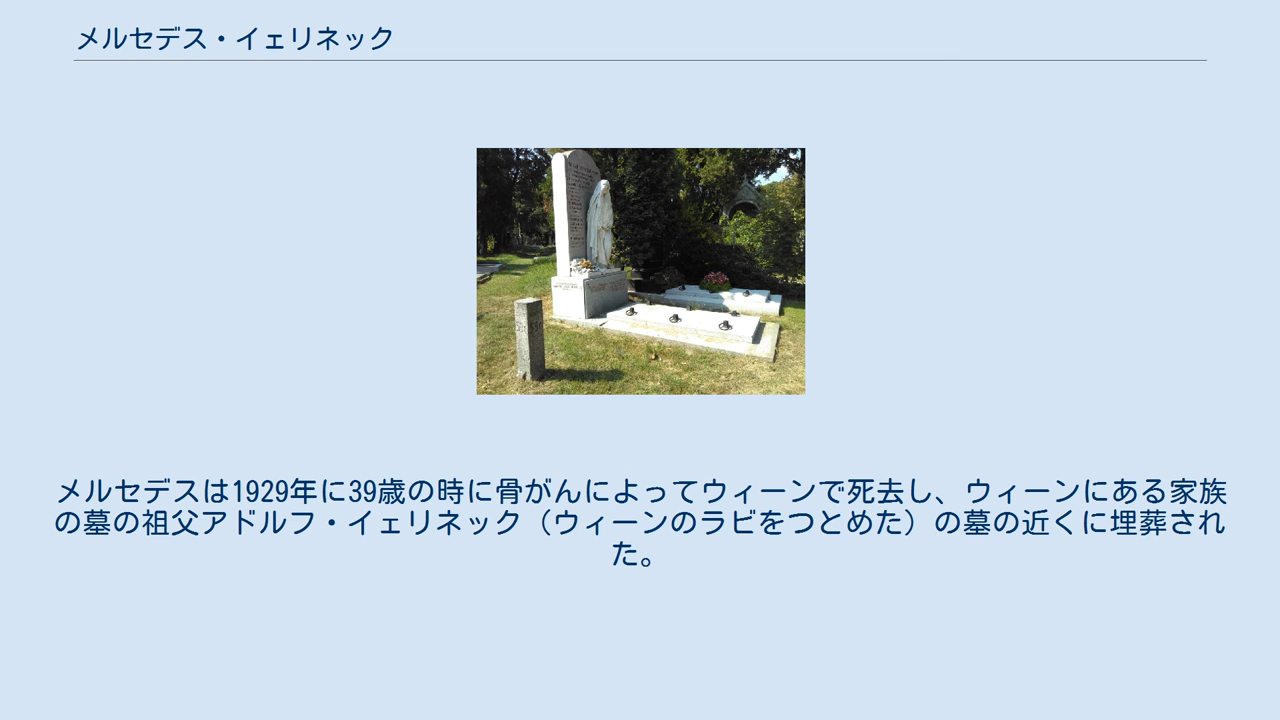 メルセデス・イェリネック
メルセデスは1929年に39歳の時に骨がんによってウィーンで死去し、ウィーンにある家族
の墓の祖父アドルフ・イェリネック（ウィーンのラビをつとめた）の墓の近くに埋葬され
た。